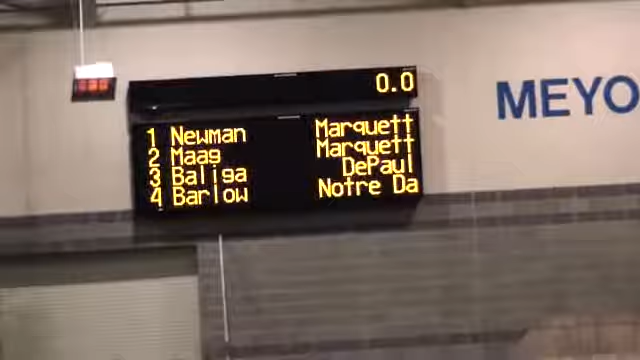 0.0
1 Newman Marquett
2 Maag Marquett
3 Baliga DePaul
4 Barlow Notre Da
MEYO